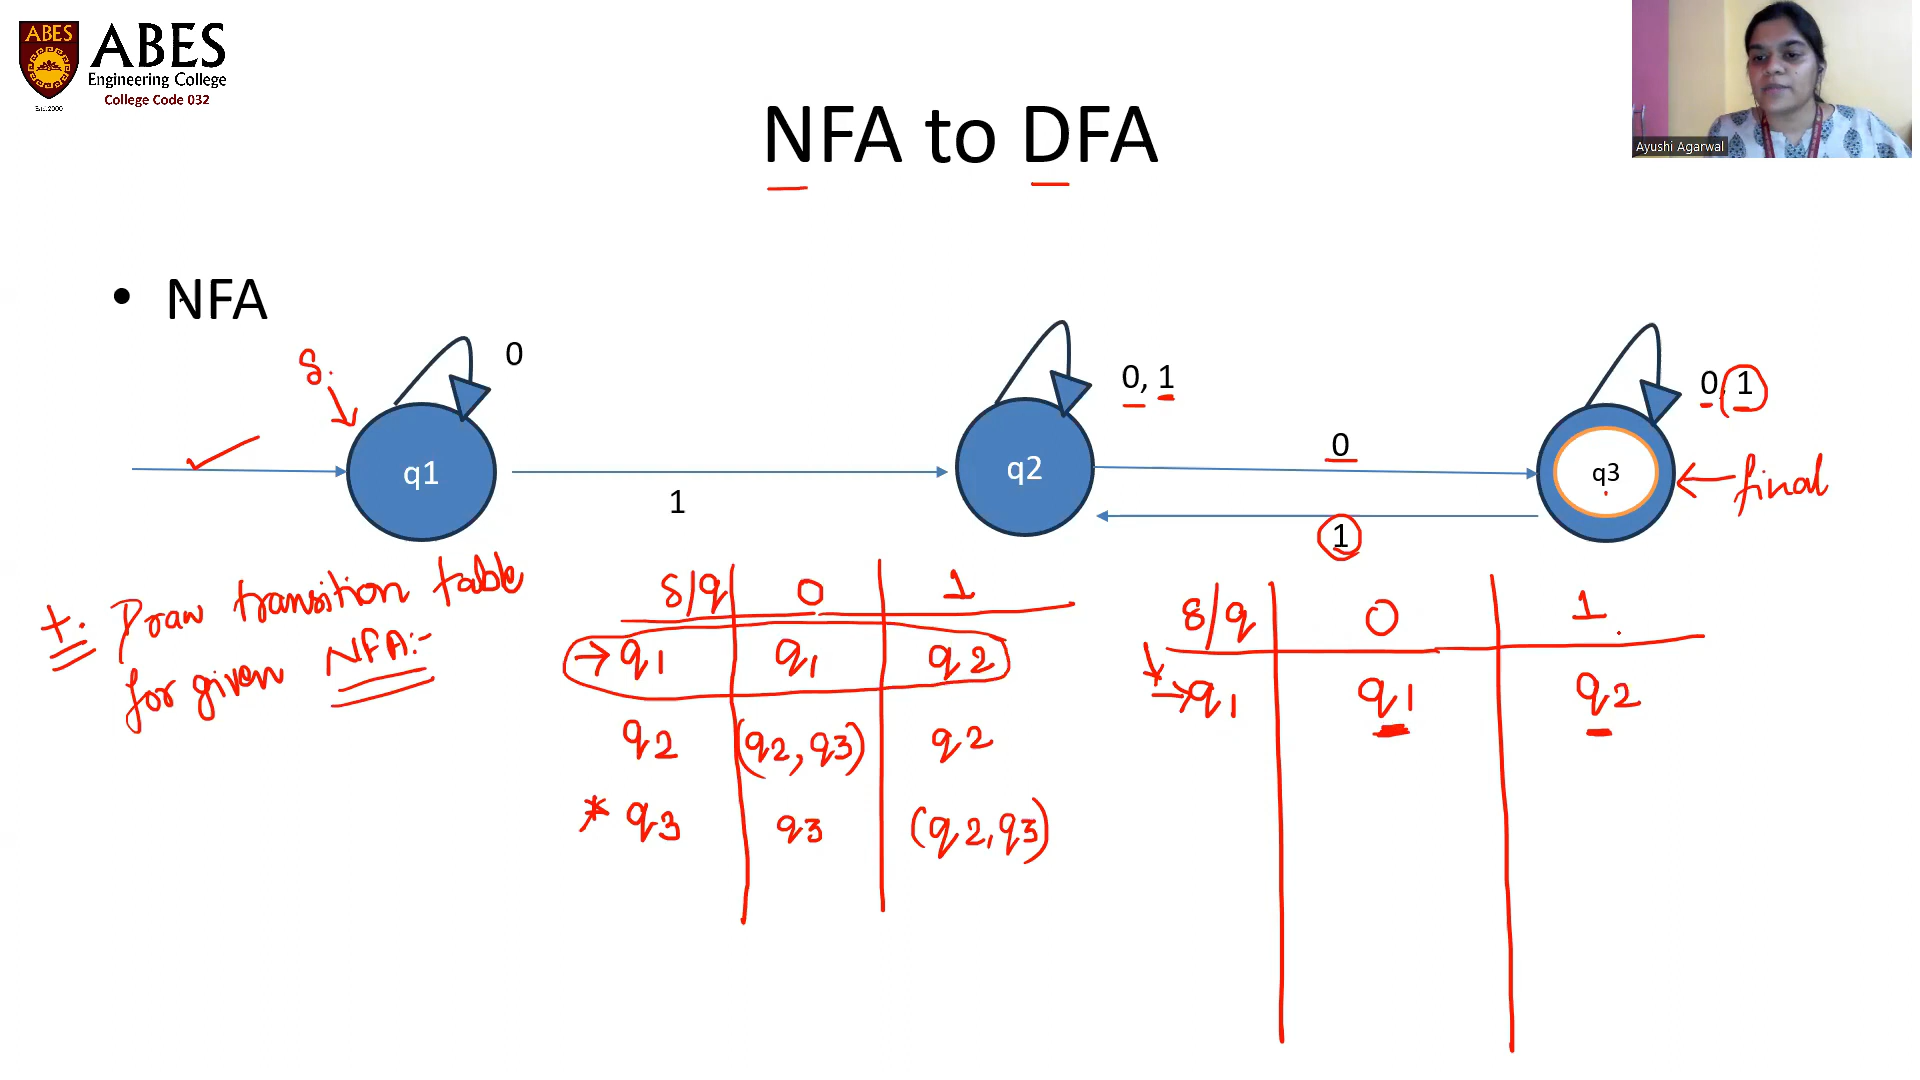 ABES
Estd. 2000
ABES
Engineering College
College Code 032
Ayushi Agarwal
NFA to DFA
• NFA
S.
0
0, 1
0, 1
q1
1
q2
0
1
q3
← final
1. Draw transition table
for given NFA:-
δ/q 0 1
→ q1 q1 q2
q2 (q2, q3) q2
* q3 q3 (q2, q3)
δ/q 0 1
→ q1 q1 q2